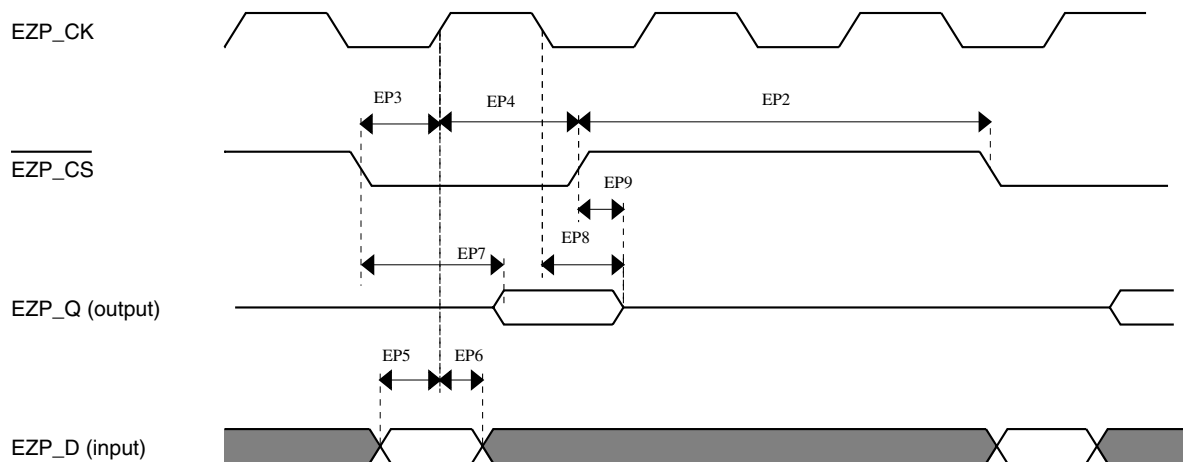 EZP_CK
EP3
EP4
EP2
EZP_CS
EP9
EP8
EP7
EZP_Q (output)
EP5
EP6
EZP_D (input)